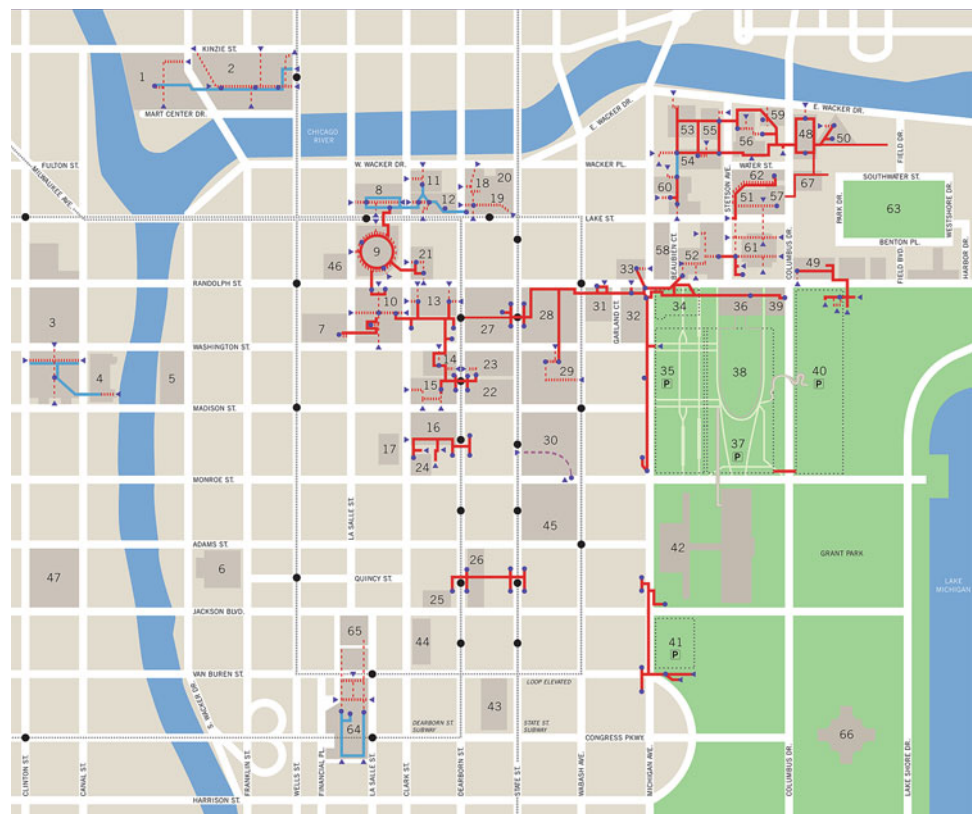 KINZIE ST.
1
2
MART CENTER DR.
CHICAGO
RIVER
E. WACKER DR.
E. WACKER DR.
53
55
59
56
48
50
FIELD DR.
FULTON ST.
MILWAUKEE AVE.
W. WACKER DR.
WACKER PL.
54
WATER ST.
8
11
12
18
20
19
60
STETSON AVE.
62
51
57
67
SOUTHWATER ST.
PARK DR.
63
WESTSHORE DR.
LAKE ST.
BENTON PL.
HARBOR DR.
FIELD BLVD.
COLUMBUS DR.
9
46
21
58
BEAUBIEN CT.
52
61
49
RANDOLPH ST.
33
10
13
7
27
28
31
GARLAND CT.
32
34
36
39
3
WASHINGTON ST.
4
5
14
23
15
22
29
35
P
38
40
P
MADISON ST.
16
17
24
30
37
P
MONROE ST.
LA SALLE ST.
45
42
ADAMS ST.
GRANT PARK
47
6
26
QUINCY ST.
25
LAKE
MICHIGAN
JACKSON BLVD.
65
44
41
P
VAN BUREN ST.
LOOP ELEVATED
S. WACKER DR.
43
64
DEARBORN ST.
SUBWAY
STATE ST.
SUBWAY
66
CONGRESS PKWY.
CLINTON ST.
CANAL ST.
FRANKLIN ST.
WELLS ST.
FINANCIAL PL.
LA SALLE ST.
CLARK ST.
DEARBORN ST.
STATE ST.
WABASH AVE.
MICHIGAN AVE.
COLUMBUS DR.
LAKE SHORE DR.
HARRISON ST.